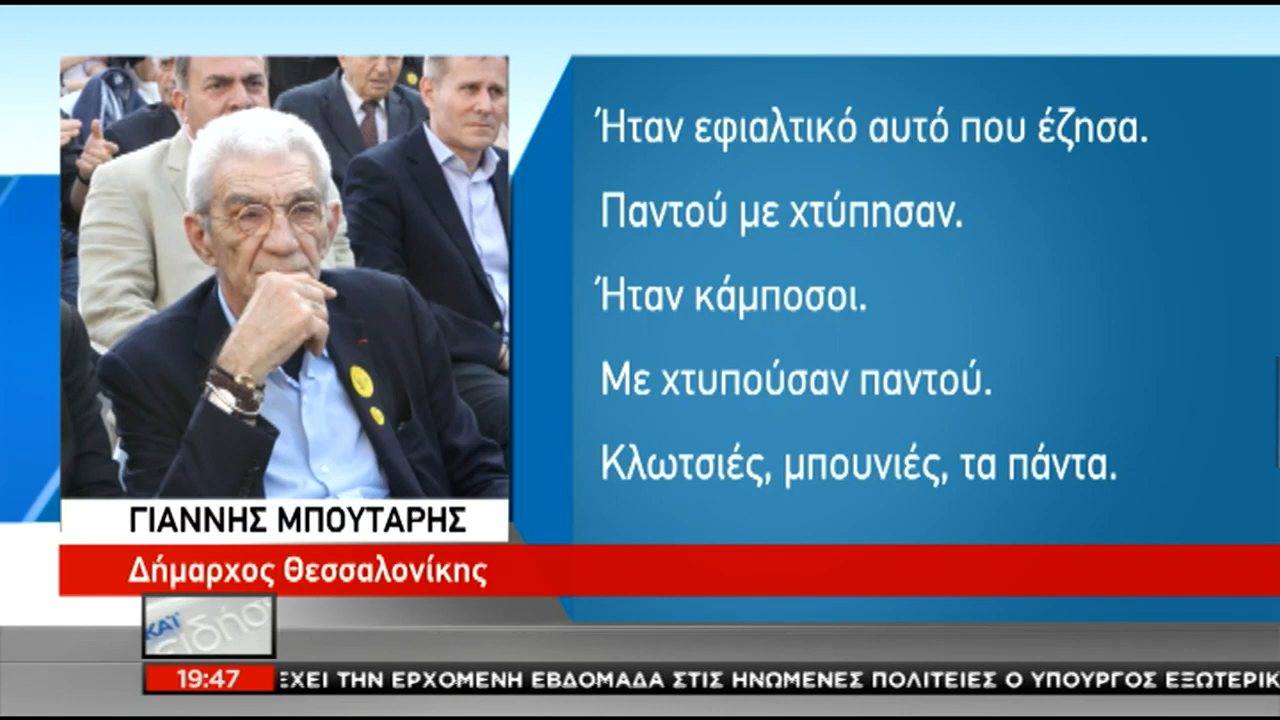 Ήταν εφιαλτικό αυτό που έζησα.
Παντού με χτύπησαν.
Ήταν κάμποσοι.
Με χτυπούσαν παντού.
Κλωτσιές, μπουνιές, τα πάντα.
ΓΙΑΝΝΗΣ ΜΠΟΥΤΑΡΗΣ
Δήμαρχος Θεσσαλονίκης
ΚΑΤ
19:47 ΕΧΕΙ ΤΗΝ ΕΡΧΟΜΕΝΗ ΕΒΔΟΜΑΔΑ ΣΤΙΣ ΗΝΩΜΕΝΕΣ ΠΟΛΙΤΕΙΕΣ Ο ΥΠΟΥΡΓΟΣ ΕΞΩΤΕΡΙΚ